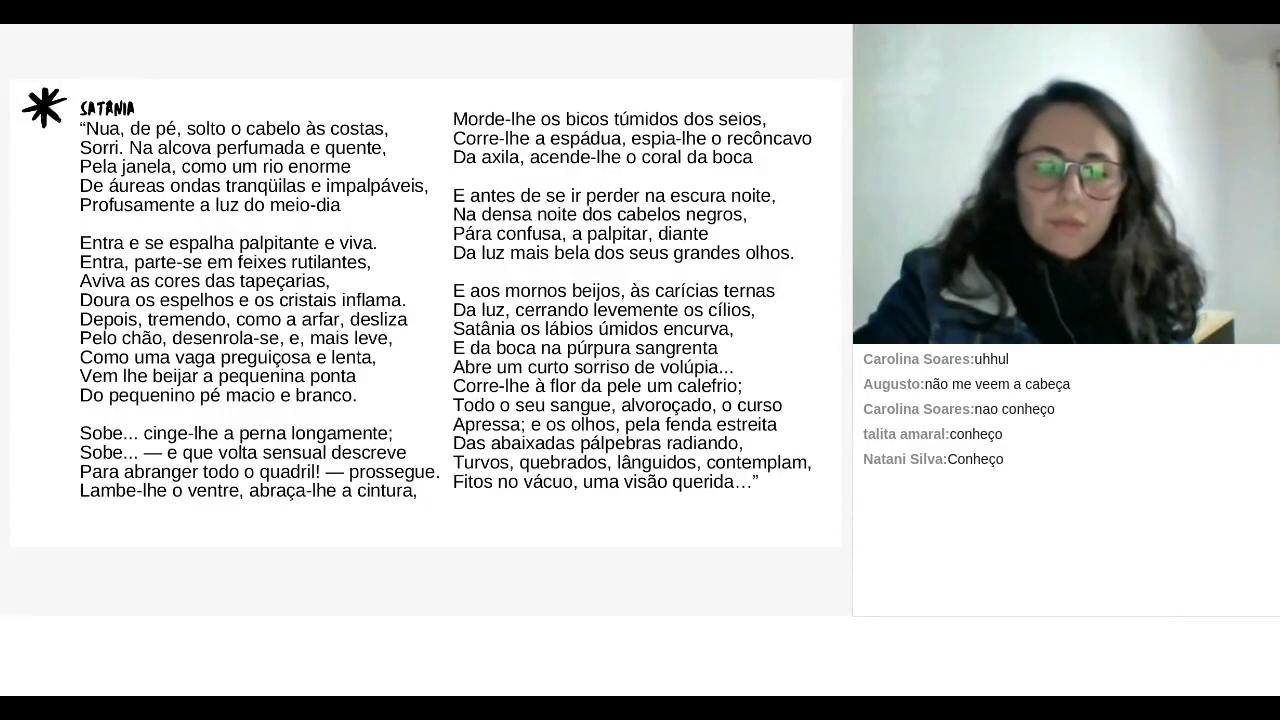 SATÂNIA
“Nua, de pé, solto o cabelo às costas,
Sorri. Na alcova perfumada e quente,
Pela janela, como um rio enorme
De áureas ondas tranqüilas e impalpáveis,
Profusamente a luz do meio-dia
Entra e se espalha palpitante e viva.
Entra, parte-se em feixes rutilantes,
Aviva as cores das tapeçarias,
Doura os espelhos e os cristais inflama.
Depois, tremendo, como a arfar, desliza
Pelo chão, desenrola-se, e, mais leve,
Como uma vaga preguiçosa e lenta,
Vem lhe beijar a pequenina ponta
Do pequenino pé macio e branco.
Sobe... cinge-lhe a perna longamente;
Sobe... — e que volta sensual descreve
Para abranger todo o quadril! — prossegue.
Lambe-lhe o ventre, abraça-lhe a cintura,
Morde-lhe os bicos túmidos dos seios,
Corre-lhe a espádua, espia-lhe o recôncavo
Da axila, acende-lhe o coral da boca
E antes de se ir perder na escura noite,
Na densa noite dos cabelos negros,
Pára confusa, a palpitar, diante
Da luz mais bela dos seus grandes olhos.
E aos mornos beijos, às carícias ternas
Da luz, cerrando levemente os cílios,
Satânia os lábios úmidos encurva,
E da boca na púrpura sangrenta
Abre um curto sorriso de volúpia...
Corre-lhe à flor da pele um calefrio;
Todo o seu sangue, alvoroçado, o curso
Apressa; e os olhos, pela fenda estreita
Das abaixadas pálpebras radiando,
Turvos, quebrados, lânguidos, contemplam,
Fitos no vácuo, uma visão querida…”
Carolina Soares:uhhul
Augusto:não me veem a cabeça
Carolina Soares:nao conheço
talita amaral:conheço
Natani Silva:Conheço